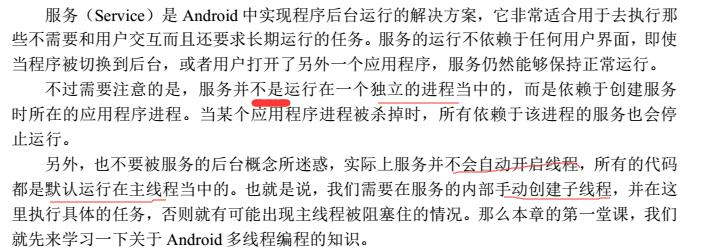 服务（Service）是 Android 中实现程序后台运行的解决方案，它非常适合用于去执行那
些不需要和用户交互而且还要求长期运行的任务。服务的运行不依赖于任何用户界面，即使
当程序被切换到后台，或者用户打开了另外一个应用程序，服务仍然能够保持正常运行。
不过需要注意的是，服务并不是运行在一个独立的进程当中的，而是依赖于创建服务
时所在的应用程序进程。当某个应用程序进程被杀掉时，所有依赖于该进程的服务也会停
止运行。
另外，也不要被服务的后台概念所迷惑，实际上服务并不会自动开启线程，所有的代码
都是默认运行在主线程当中的。也就是说，我们需要在服务的内部手动创建子线程，并在这
里执行具体的任务，否则就有可能出现主线程被阻塞住的情况。那么本章的第一堂课，我们
就先来学习一下关于 Android 多线程编程的知识。